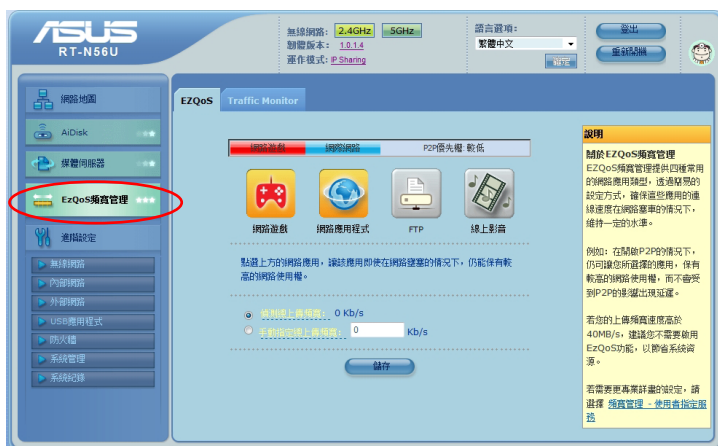 ASUS
RT-N56U
無線網路: 2.4GHz 5GHz
韌體版本: 1.0.1.4
運作模式: IP Sharing
語言選項:
繁體中文
設定
登出
重新開機
網路地圖
AiDisk
媒體伺服器
EzQoS頻寬管理
進階設定
無線網路
內部網路
外部網路
USB應用程式
防火牆
系統管理
系統紀錄
EZQoS Traffic Monitor
網路遊戲 網際網路 P2P優先權: 較低
網路遊戲 網路應用程式 FTP 線上影音
點選上方的網路應用，讓該應用即使在網路壅塞的情況下，仍能保有較
高的網路使用權。
偵測線上傳頻寬: 0 Kb/s
手動指定線上傳頻寬: 0 Kb/s
儲存
說明
關於EZQoS頻寬管理
EZQoS頻寬管理提供四種常用
的網路應用類型，透過簡易的
設定方式，確保這些應用的連
線速度在網路塞車的情況下，
維持一定的水準。
例如: 在開啟P2P的情況下，
仍可讓您所選擇的應用，保有
較高的網路使用權，而不會受
到P2P的影響出現延遲。
若您的上傳頻寬速度高於
40MB/s，建議您不需要啟用
EzQoS功能，以節省系統資
源。
若需要更專業詳盡的設定，請
選擇 頻寬管理 - 使用者指定服
務